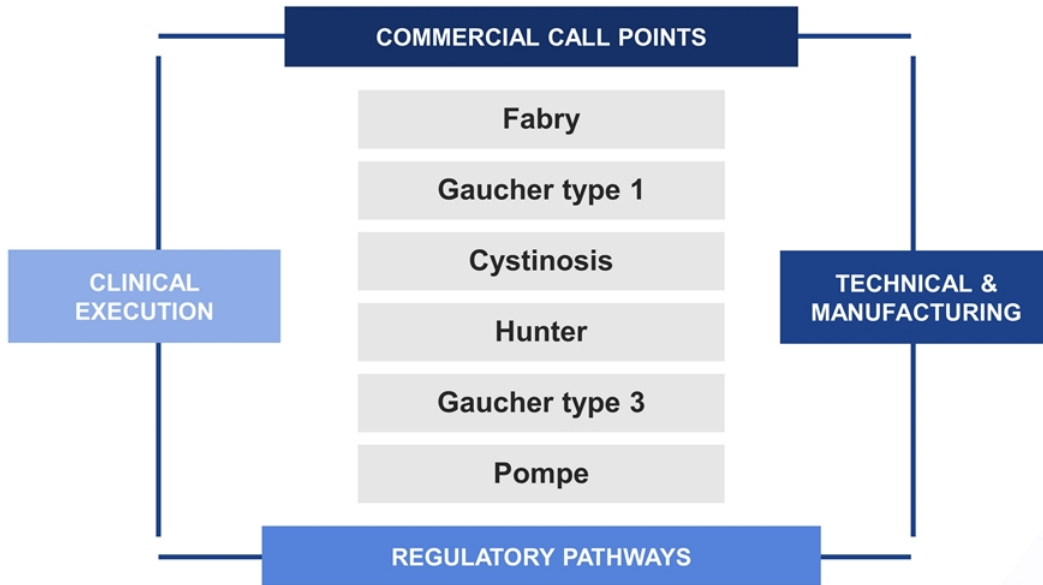 COMMERCIAL CALL POINTS
Fabry
Gaucher type 1
Cystinosis
CLINICAL
EXECUTION
TECHNICAL &
MANUFACTURING
Hunter
Gaucher type 3
Pompe
REGULATORY PATHWAYS